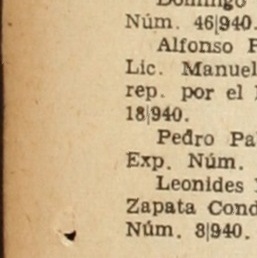 Domingo
Núm. 46|940.
Alfonso
Lic. Manuel
rep. por el
18|940.
Pedro
Exp. Núm.
Leonides
Zapata
Núm. 8|940.